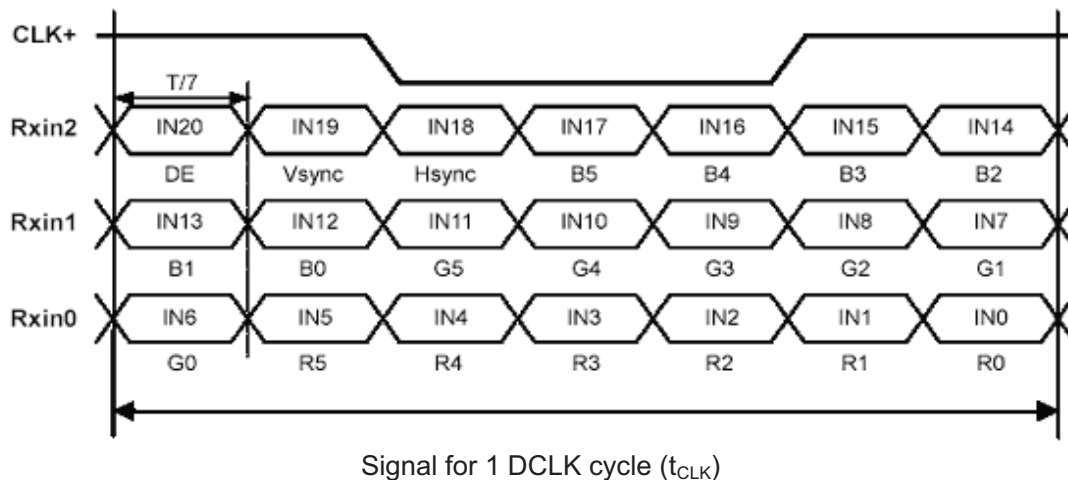 CLK+
T/7
Rxin2 IN20 IN19 IN18 IN17 IN16 IN15 IN14
DE Vsync Hsync B5 B4 B3 B2
Rxin1 IN13 IN12 IN11 IN10 IN9 IN8 IN7
B1 B0 G5 G4 G3 G2 G1
Rxin0 IN6 IN5 IN4 IN3 IN2 IN1 IN0
G0 R5 R4 R3 R2 R1 R0
Signal for 1 DCLK cycle (tCLK)